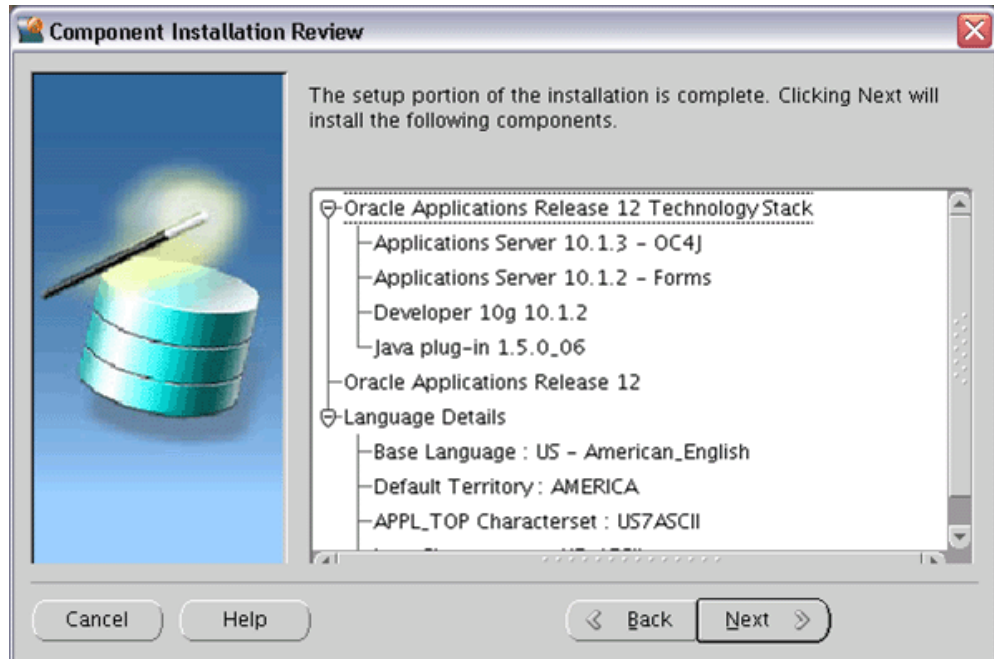 Component Installation Review
The setup portion of the installation is complete. Clicking Next will
install the following components.
Oracle Applications Release 12 Technology Stack
Applications Server 10.1.3 - OC4J
Applications Server 10.1.2 - Forms
Developer 10g 10.1.2
Java plug-in 1.5.0_06
Oracle Applications Release 12
Language Details
Base Language : US - American_English
Default Territory : AMERICA
APPL_TOP Characterset : US7ASCII
Cancel
Help
Back
Next